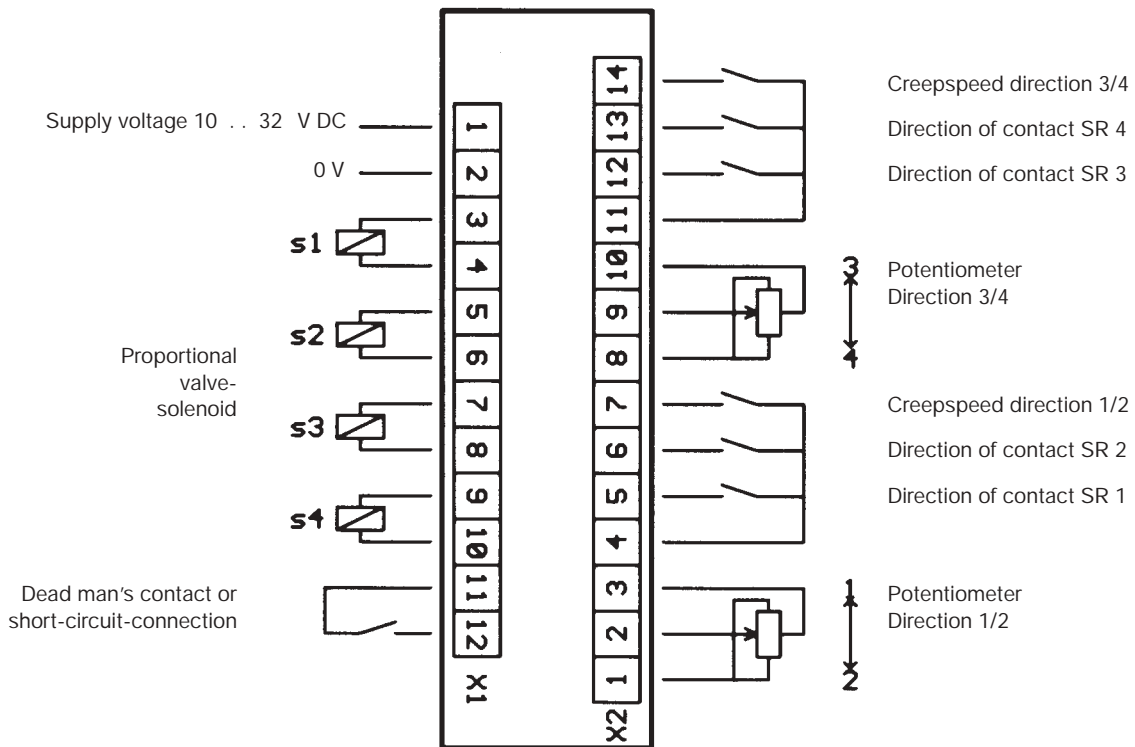 Supply voltage 10 . . 32 V DC
0 V
s1
s2
Proportional
valve-
solenoid
s3
s4
Dead man's contact or
short-circuit-connection
1
2
3
4
5
6
7
8
9
10
11
12
X1
14
13
12
11
10
9
8
7
6
5
4
3
2
1
X2
Creepspeed direction 3/4
Direction of contact SR 4
Direction of contact SR 3
3
Potentiometer
Direction 3/4
4
Creepspeed direction 1/2
Direction of contact SR 2
Direction of contact SR 1
1
Potentiometer
Direction 1/2
2